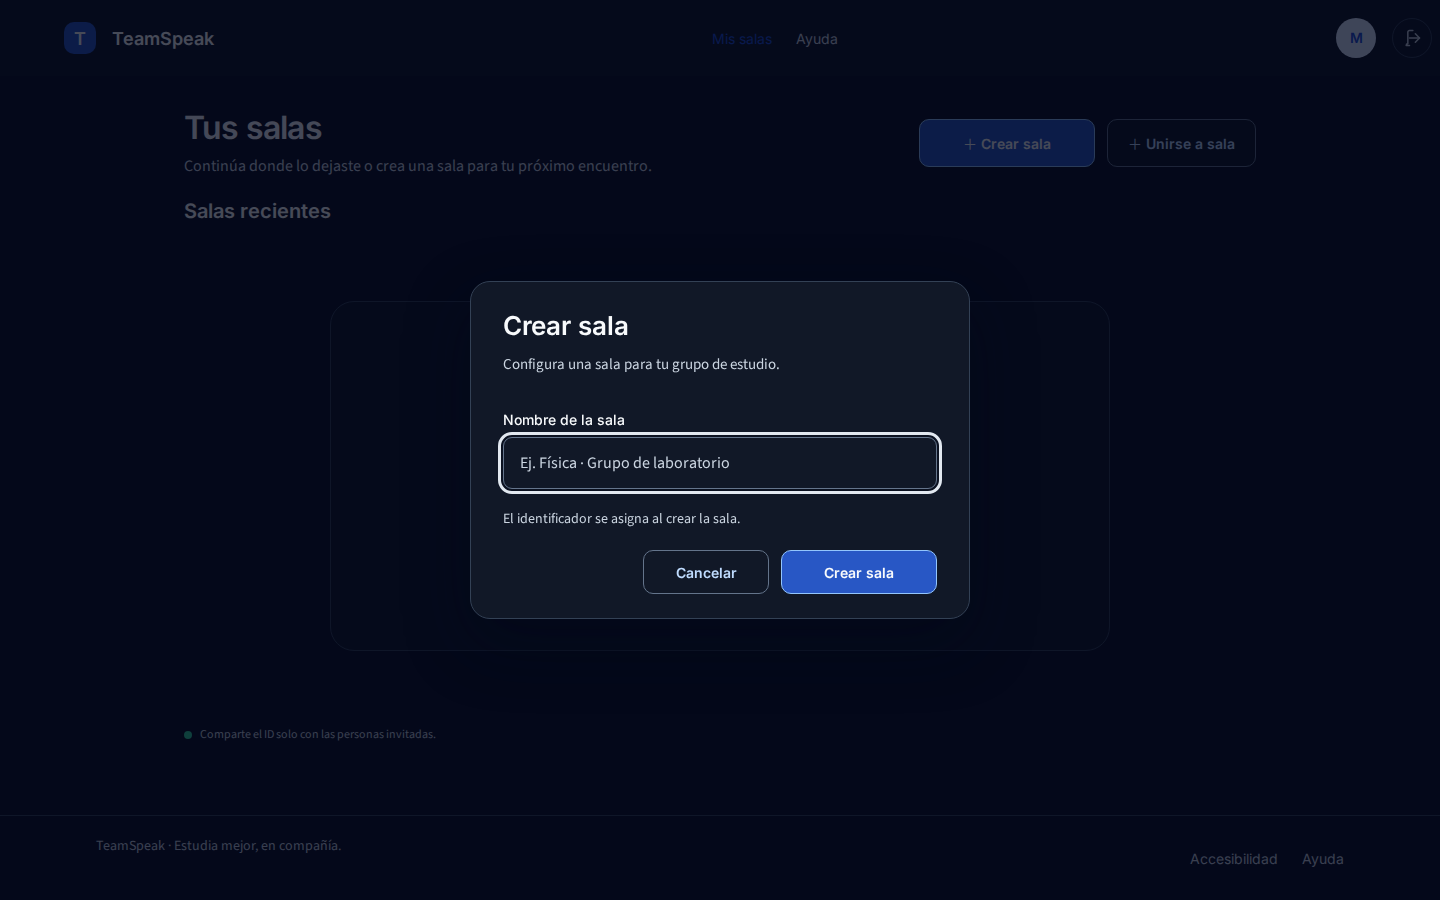 T TeamSpeak Mis salas Ayuda M
Tus salas
+ Crear sala + Unirse a sala
Continúa donde lo dejaste o crea una sala para tu próximo encuentro.
Salas recientes
Crear sala
Configura una sala para tu grupo de estudio.
Nombre de la sala
Ej. Física · Grupo de laboratorio
El identificador se asigna al crear la sala.
Cancelar Crear sala
Comparte el ID solo con las personas invitadas.
TeamSpeak · Estudia mejor, en compañía.
Accesibilidad Ayuda